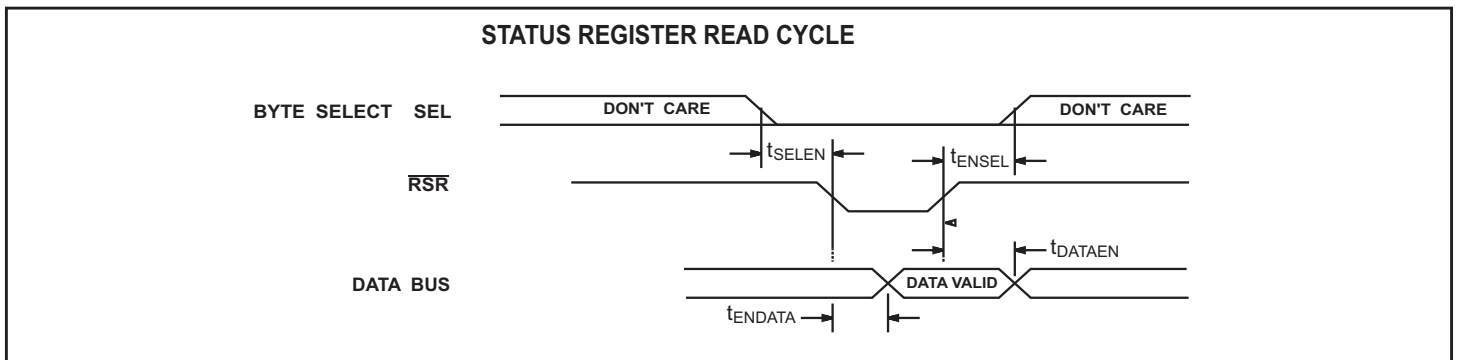 STATUS REGISTER READ CYCLE
BYTE SELECT SEL DON'T CARE DON'T CARE
tSELEN tENSEL
RSR
tDATAEN
DATA BUS DATA VALID
tENDATA